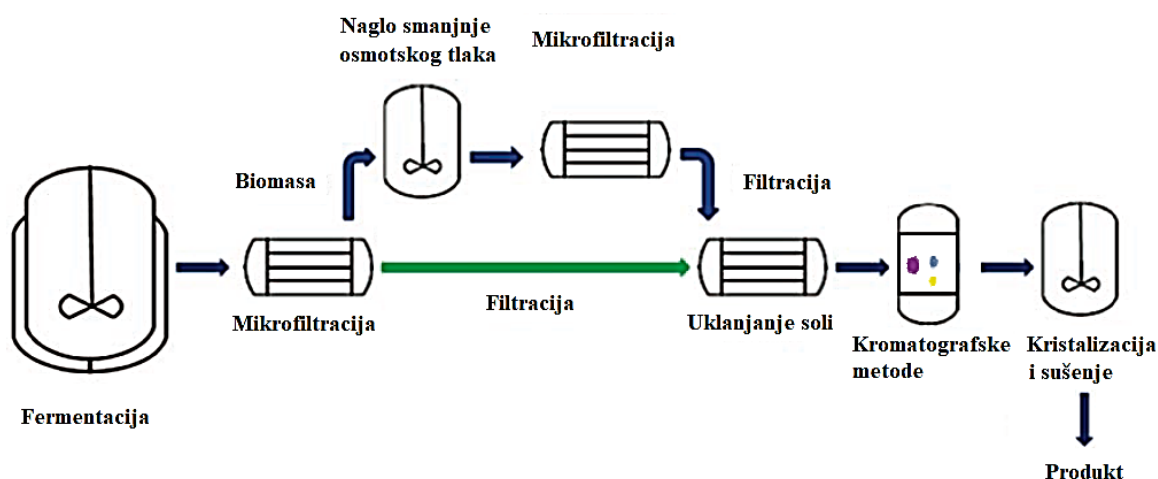 Naglo smanjnje
osmotskog tlaka
Mikrofiltracija
Biomasa
Filtracija
Mikrofiltracija
Filtracija
Uklanjanje soli
Kromatografske
metode
Kristalizacija
i sušenje
Fermentacija
Produkt